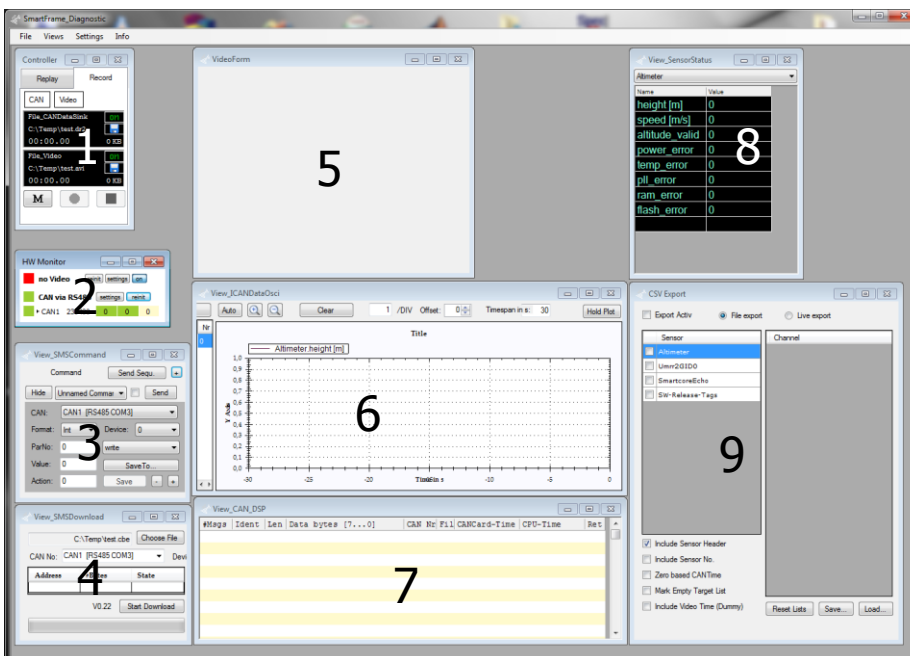 SmartFrame_Diagnostic
File Views Settings Info
Controller
Replay Record
CAN Video
File_CANDataSink on
C:\Temp\test.dr2
00:00.00 0 KB
File_Video on
C:\Temp\test.avi
00:00.00 0 KB
M
1
HW Monitor
no Video reinit settings on
CAN via RS485 settings reinit
CAN1 0 0 0
2
View_SMSCommand
Command Send Sequ. +
Hide Unnamed Commar Send
CAN: CAN1 [RS485 COM3]
Format: Int Device: 0
ParNo: 0 write
Value: 0 SaveTo...
Action: 0 Save - +
3
View_SMSDownload
C:\Temp\test.cbe Choose File
CAN No: CAN1 [RS485 COM3] Devi
Address State
V0.22 Start Download
4
VideoForm
5
View_ICANDataOsci
Auto Clear 1 /DIV Offset: 0 Timespan in s: 30 Hold Plot
Nr
0
Title
Altimeter.height [m]
Y Axis
1,0
0,9
0,8
0,7
0,6
0,5
0,4
0,3
0,2
0,1
0,0
-30 -25 -20 -10 -5 0
6
View_CAN_DSP
#Msgs Ident Len Data bytes [7...0] CAN Nr Fil CANCard-Time CPU-Time Ret
7
View_SensorStatus
Altimeter
Name Value
height [m] 0
speed [m/s] 0
altitude_valid 0
power_error 0
temp_error 0
pll_error 0
ram_error 0
flash_error 0
8
CSV Export
Export Activ File export Live export
Sensor Channel
Altimeter
Umrr2GIDO
SmartcoreEcho
SW-Release-Tags
9
Include Sensor Header
Include Sensor No.
Zero based CANTime
Mark Empty Target List
Include Video Time (Dummy) Reset Lists Save... Load...